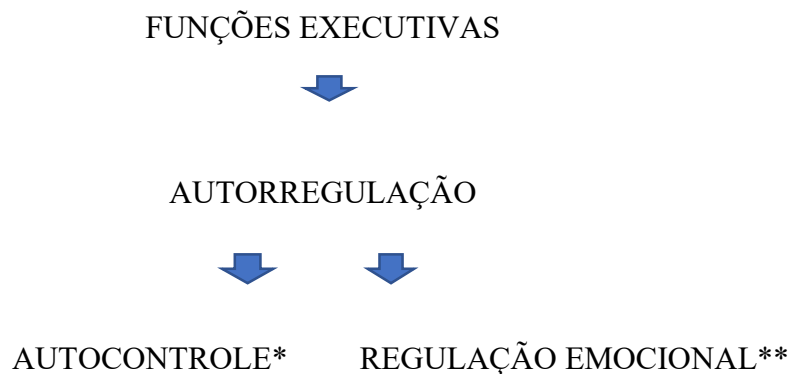 FUNÇÕES EXECUTIVAS
AUTORREGULAÇÃO
AUTOCONTROLE* REGULAÇÃO EMOCIONAL**